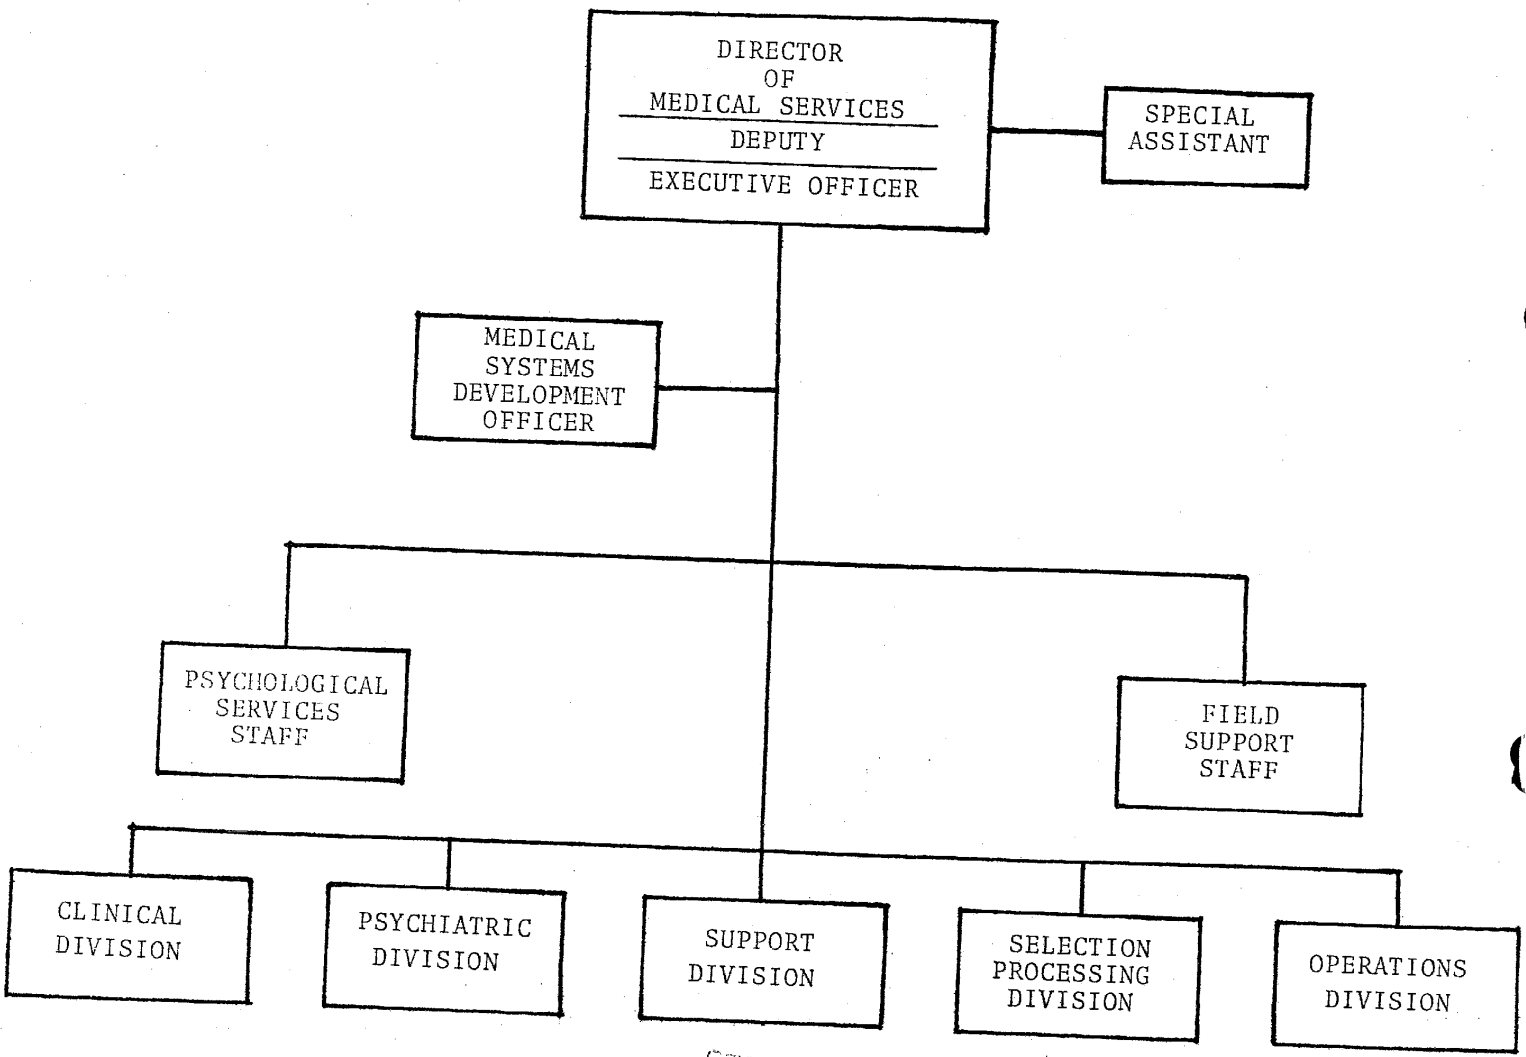 DIRECTOR
OF
MEDICAL SERVICES
DEPUTY
EXECUTIVE OFFICER
SPECIAL
ASSISTANT
MEDICAL
SYSTEMS
DEVELOPMENT
OFFICER
PSYCHOLOGICAL
SERVICES
STAFF
FIELD
SUPPORT
STAFF
CLINICAL
DIVISION
PSYCHIATRIC
DIVISION
SUPPORT
DIVISION
SELECTION
PROCESSING
DIVISION
OPERATIONS
DIVISION